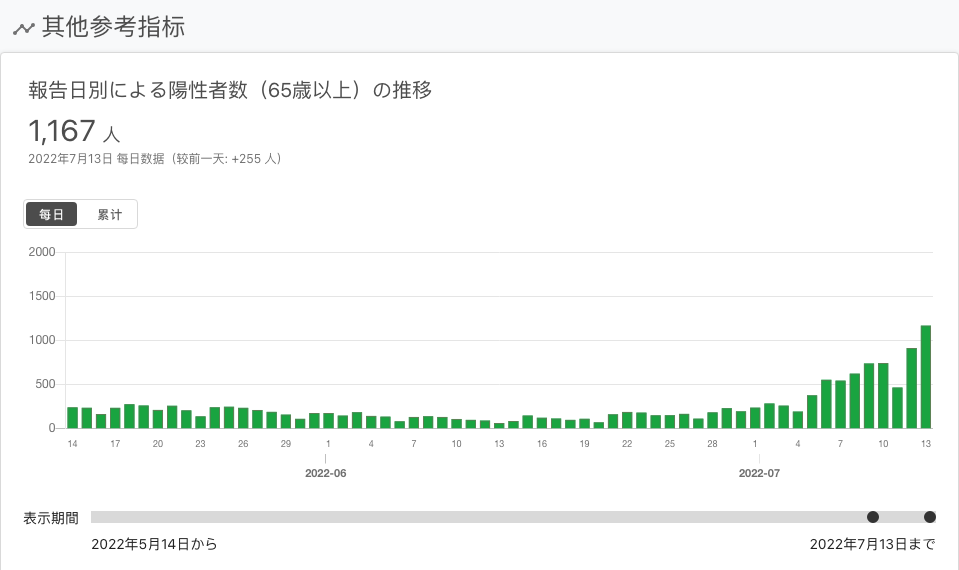 其他参考指标
報告日別による陽性者数（65歳以上）の推移
1,167 人
2022年7月13日 每日数据（较前一天: +255 人）
每日 累计
2000
1500
1000
500
0
14 17 20 23 26 29 1 4 7 10 13 16 19 22 25 28 1 4 7 10 13
2022-06 2022-07
表示期間
2022年5月14日から 2022年7月13日まで